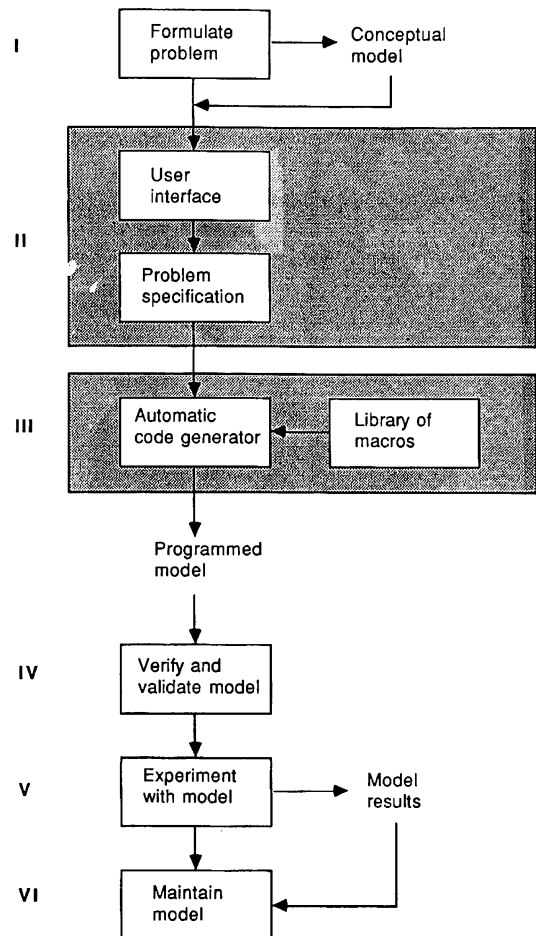 I
Formulate
problem
Conceptual
model
II
User
interface
Problem
specification
III
Automatic
code generator
Library of
macros
Programmed
model
IV
Verify and
validate model
V
Experiment
with model
Model
results
VI
Maintain
model